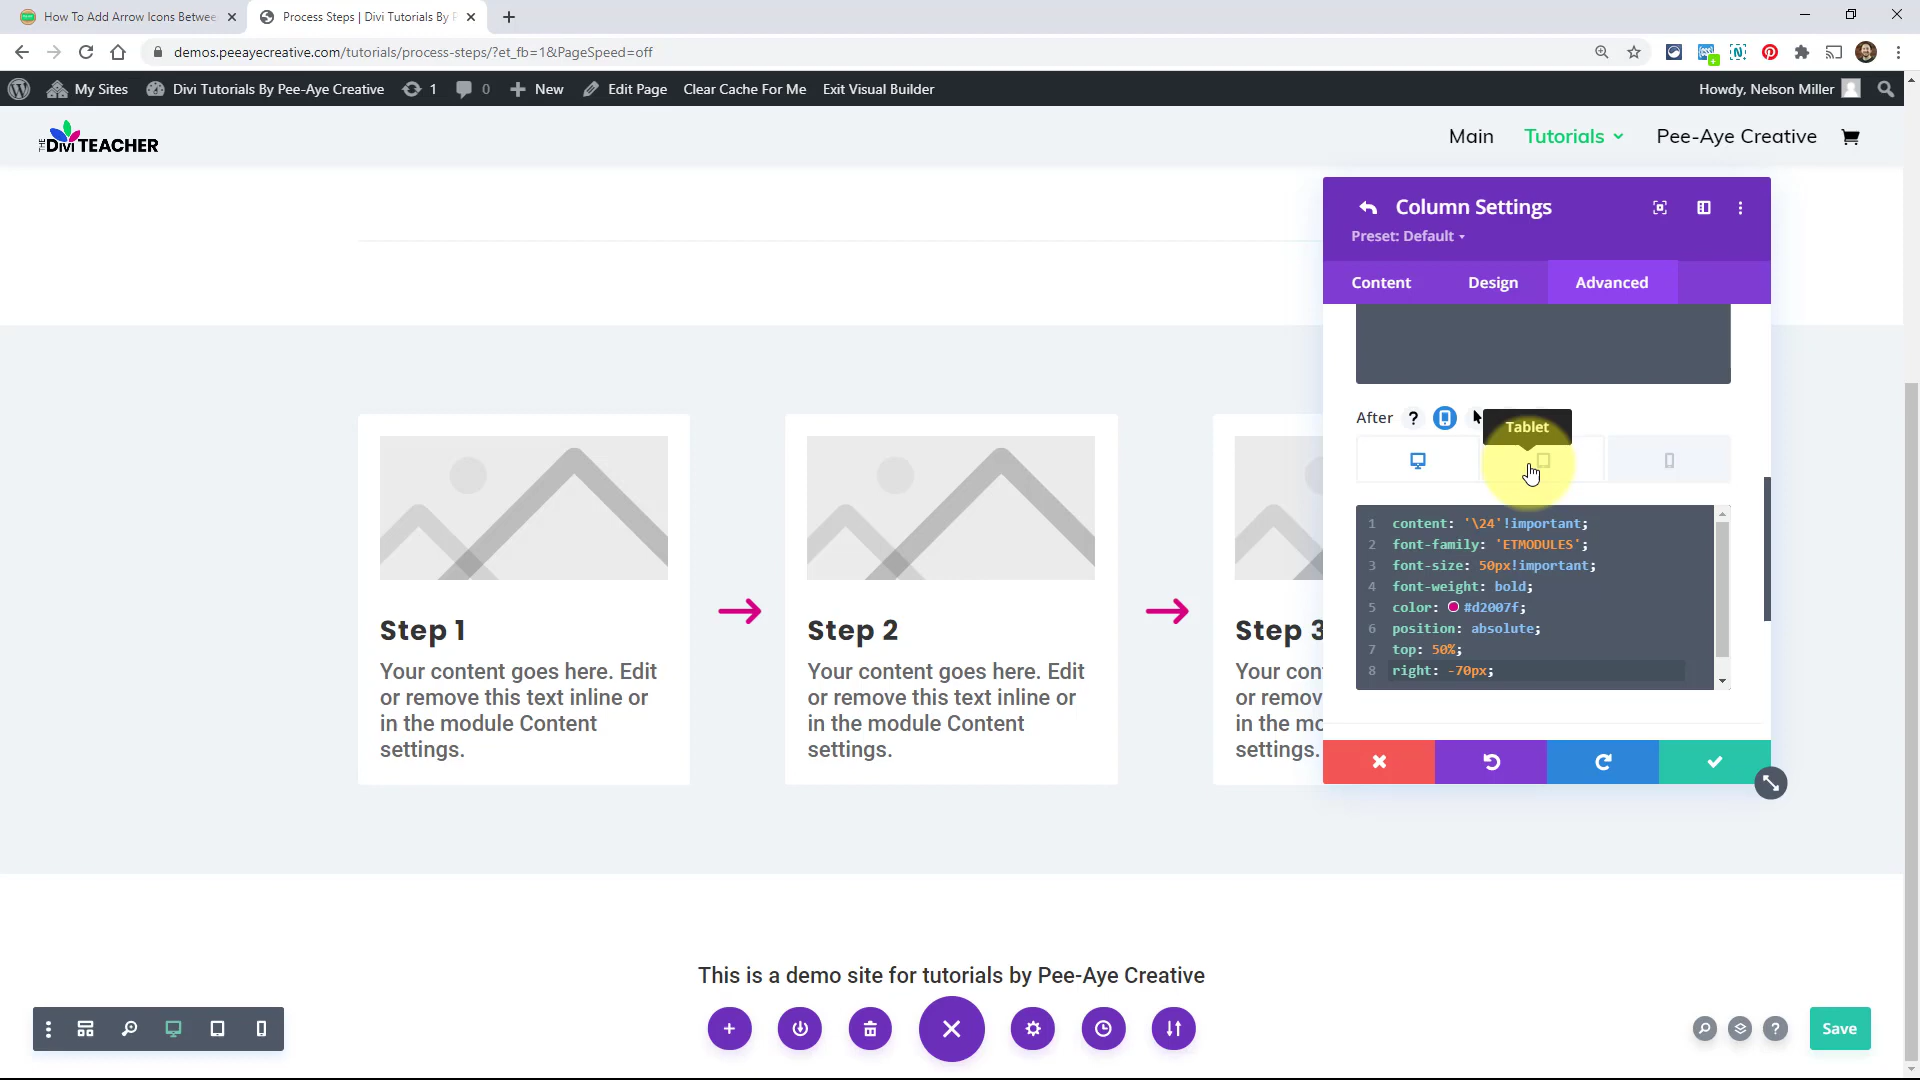 How To Add Arrow Icons Betwee
Process Steps | Divi Tutorials By P
demos.peeayecreative.com/tutorials/process-steps/?et_fb=1&PageSpeed=off
My Sites
Divi Tutorials By Pee-Aye Creative
1
0
New
Edit Page
Clear Cache For Me
Exit Visual Builder
Howdy, Nelson Miller
THE DIVI TEACHER
Main
Tutorials
Pee-Aye Creative
Column Settings
Preset: Default
Content
Design
Advanced
After
?
Tablet
1 content: '\24'!important;
2 font-family: 'ETMODULES';
3 font-size: 50px!important;
4 font-weight: bold;
5 color: #d2007f;
6 position: absolute;
7 top: 50%;
8 right: -70px;
Step 1
Your content goes here. Edit
or remove this text inline or
in the module Content
settings.
Step 2
Your content goes here. Edit
or remove this text inline or
in the module Content
settings.
Step 3
Your cont
or remov
in the mo
settings.
This is a demo site for tutorials by Pee-Aye Creative
?
Save